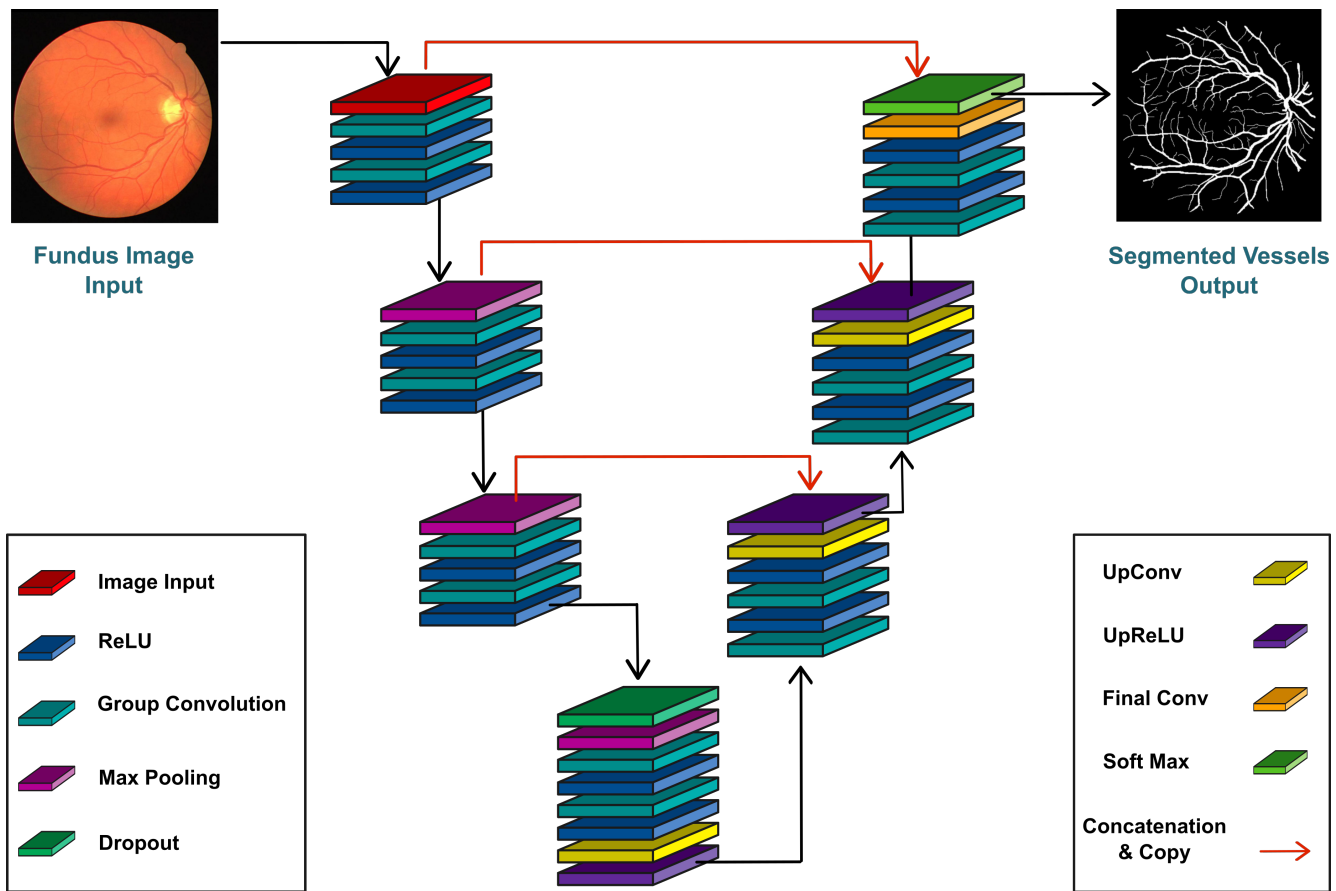 Fundus Image
Input
Segmented Vessels
Output
Image Input
ReLU
Group Convolution
Max Pooling
Dropout
UpConv
UpReLU
Final Conv
Soft Max
Concatenation
& Copy